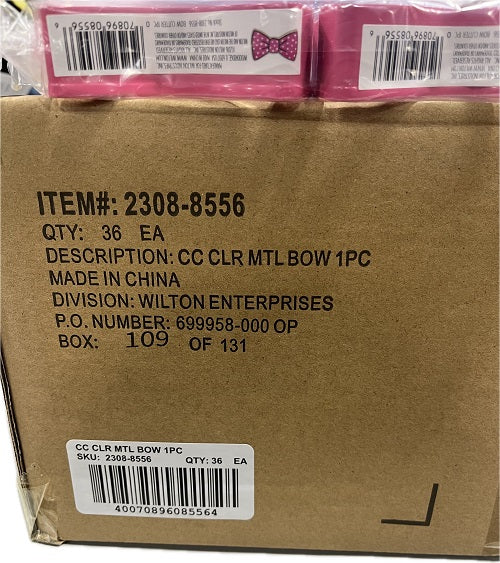 70896 08556
ITEM#: 2308-8556
QTY: 36 EA
DESCRIPTION: CC CLR MTL BOW 1PC
MADE IN CHINA
DIVISION: WILTON ENTERPRISES
P.O. NUMBER: 699958-000 OP
BOX: 109 OF 131
CC CLR MTL BOW 1PC
SKU: 2308-8556 QTY: 36 EA
40070896085564